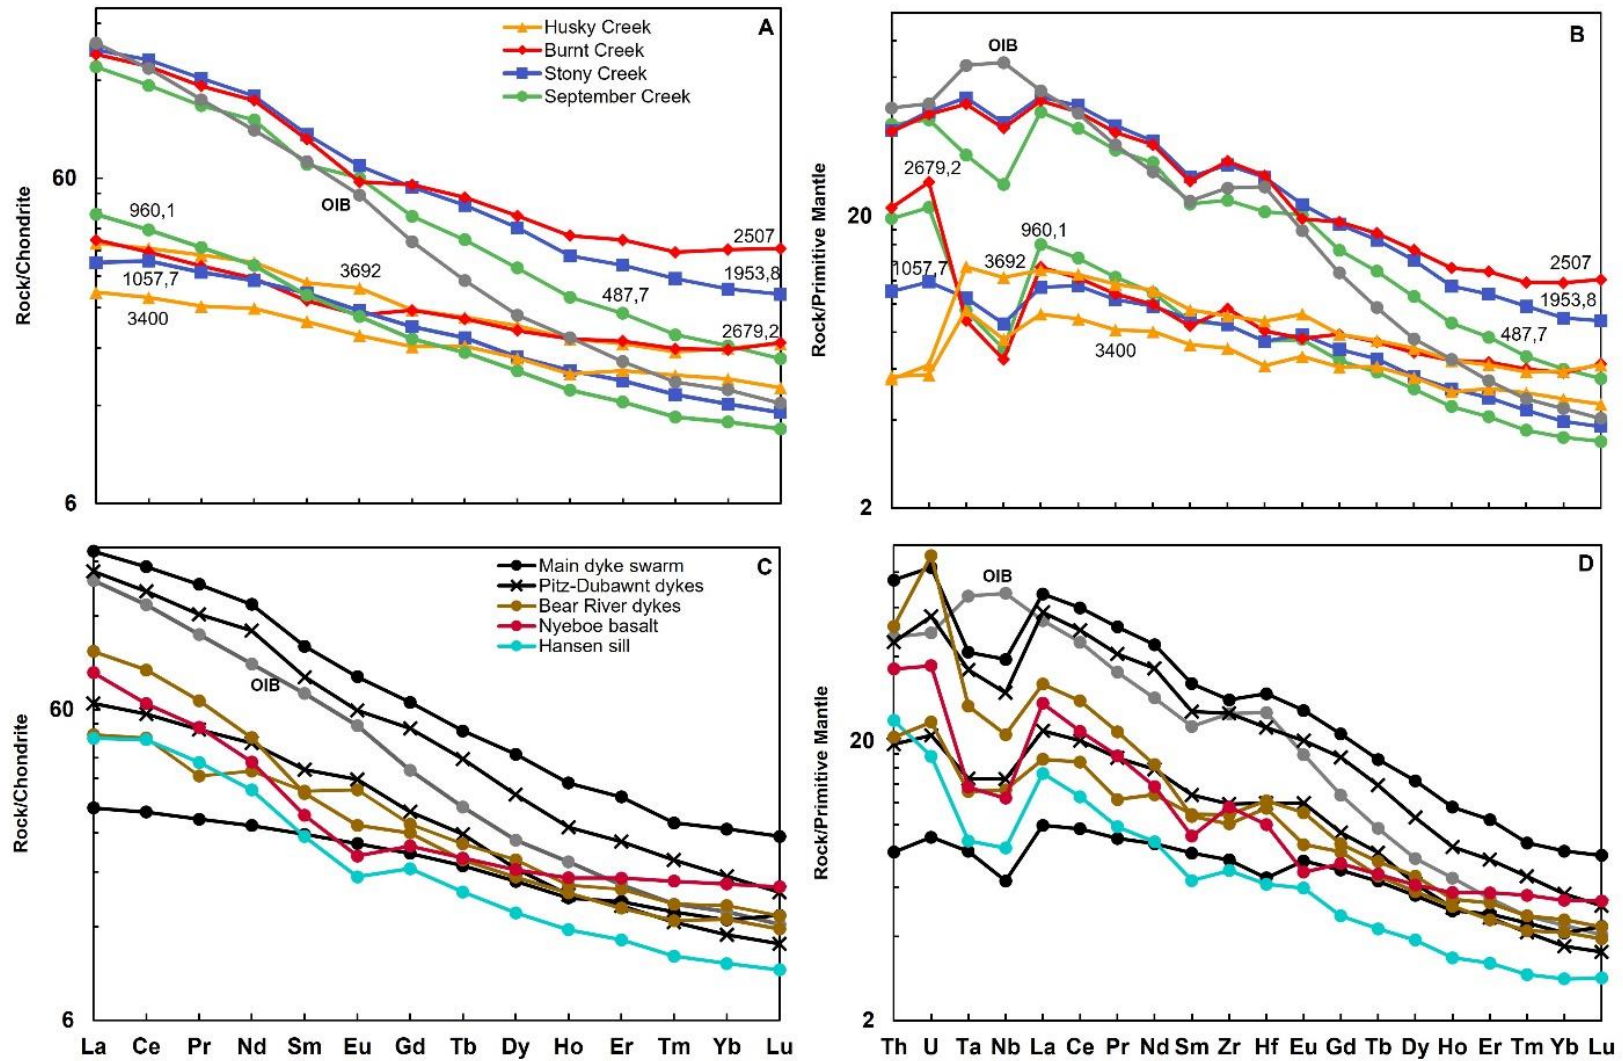 A
Husky Creek
Burnt Creek
Stony Creek
September Creek
Rock/Chondrite
60
6
OIB
960,1
1057,7
3400
3692
487,7
2507
1953,8
2679,2
B
Rock/Primitive Mantle
20
2
OIB
2679,2
1057,7
3692
960,1
3400
2507
1953,8
487,7
C
Main dyke swarm
Pitz-Dubawnt dykes
Bear River dykes
Nyeboe basalt
Hansen sill
Rock/Chondrite
60
6
OIB
La Ce Pr Nd Sm Eu Gd Tb Dy Ho Er Tm Yb Lu
D
Rock/Primitive Mantle
20
2
OIB
Th U Ta Nb La Ce Pr Nd Sm Zr Hf Eu Gd Tb Dy Ho Er Tm Yb Lu